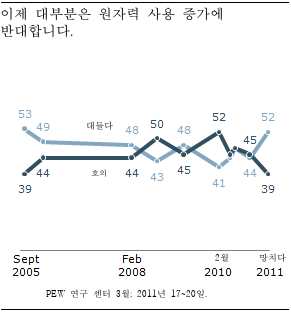 이제 대부분은 원자력 사용 증가에
반대합니다.
53 49 48 50 48 52 45 52
대들다
호의
39 44 44 43 45 41 44 39
Sept Feb 2월 망치다
2005 2008 2010 2011
PEW 연구 센터 3월; 2011년 17~20일.